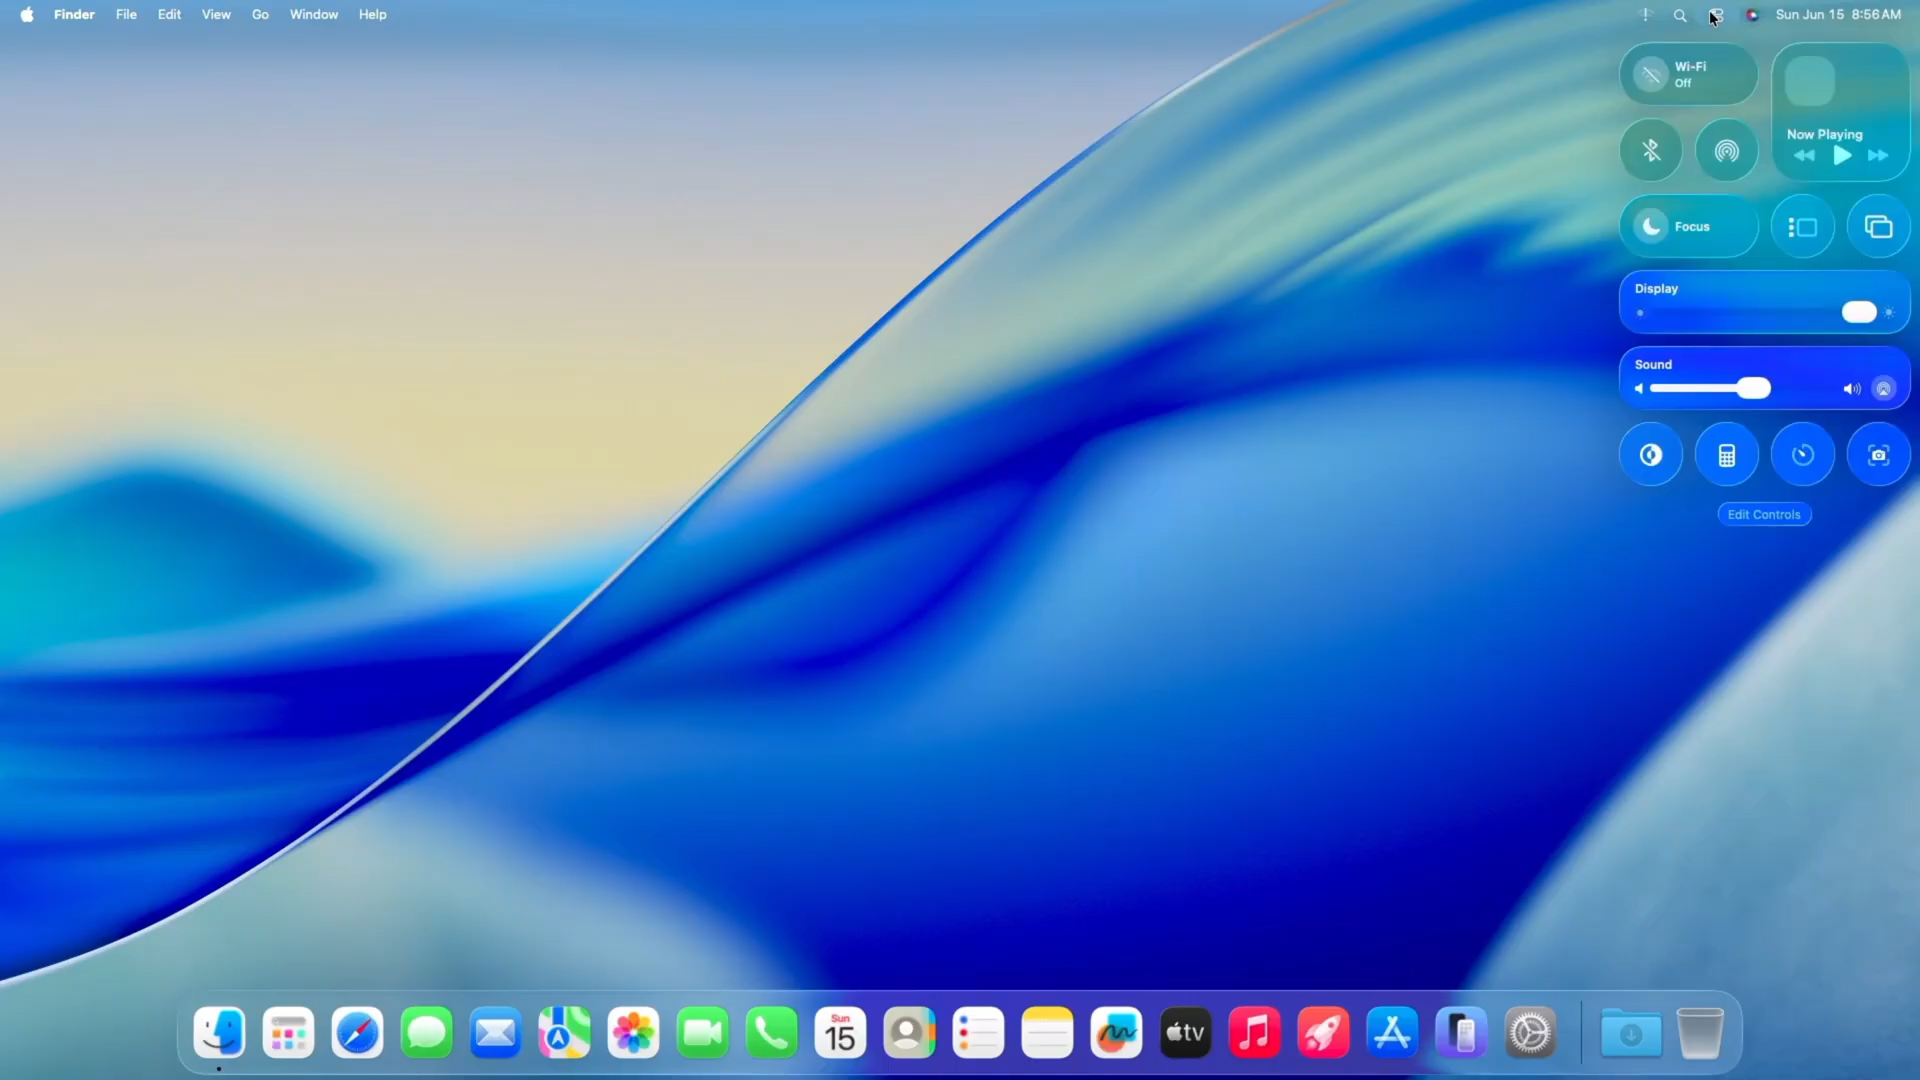 Finder File Edit View Go Window Help Sun Jun 15 8:56 AM
Wi-Fi
Off
Now Playing
Focus
Display
Sound
Edit Controls
tv
Sun
15